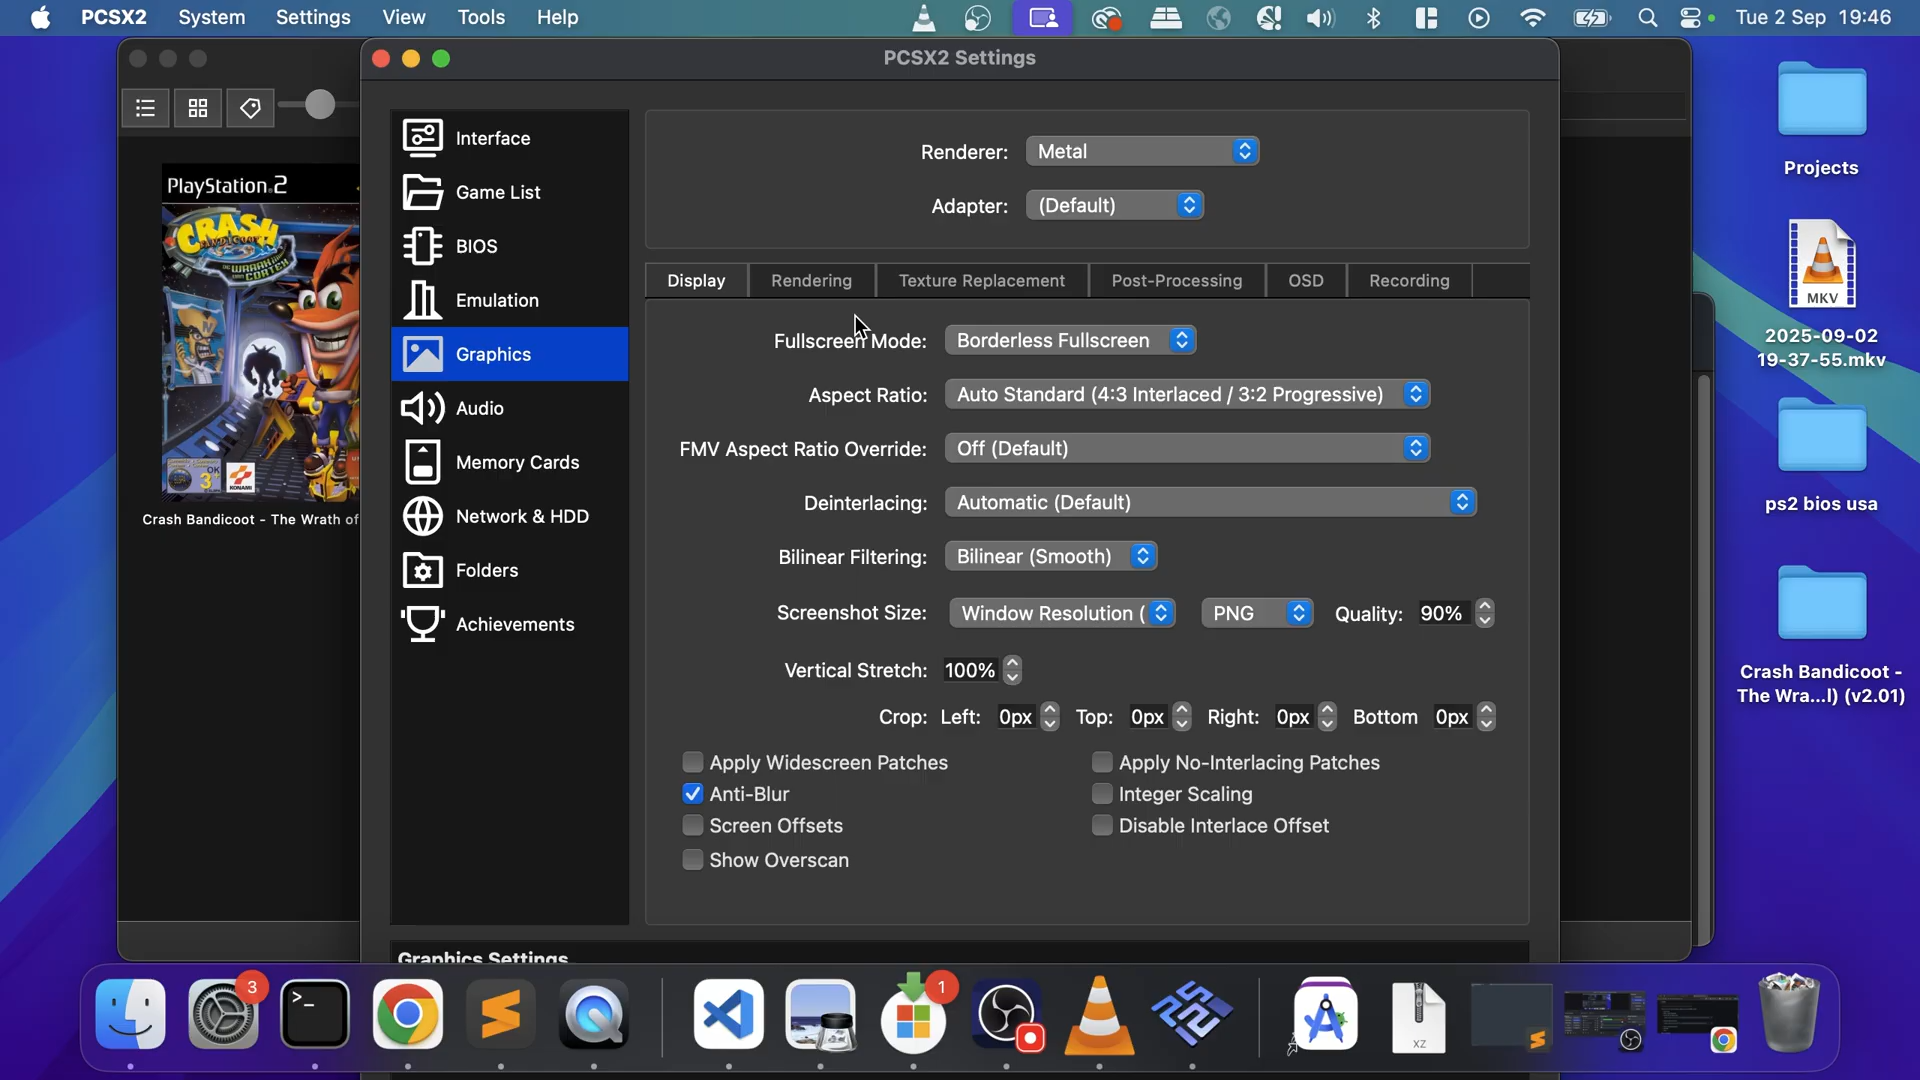 PCSX2 System Settings View Tools Help Tue 2 Sep 19:46
PCSX2 Settings
PlayStation 2
CRASH
BANDICOOT
3+
KONAMI
Crash Bandicoot - The Wrath of
Interface
Game List
BIOS
Emulation
Graphics
Audio
Memory Cards
Network & HDD
Folders
Achievements
Renderer: Metal
Adapter: (Default)
Display Rendering Texture Replacement Post-Processing OSD Recording
Fullscreen Mode: Borderless Fullscreen
Aspect Ratio: Auto Standard (4:3 Interlaced / 3:2 Progressive)
FMV Aspect Ratio Override: Off (Default)
Deinterlacing: Automatic (Default)
Bilinear Filtering: Bilinear (Smooth)
Screenshot Size: Window Resolution ( PNG Quality: 90%
Vertical Stretch: 100%
Crop: Left: 0px Top: 0px Right: 0px Bottom 0px
Apply Widescreen Patches Apply No-Interlacing Patches
Anti-Blur Integer Scaling
Screen Offsets Disable Interlace Offset
Show Overscan
Graphics Settings
Projects
MKV
2025-09-02
19-37-55.mkv
ps2 bios usa
Crash Bandicoot -
The Wra...l) (v2.01)
3
1
XZ